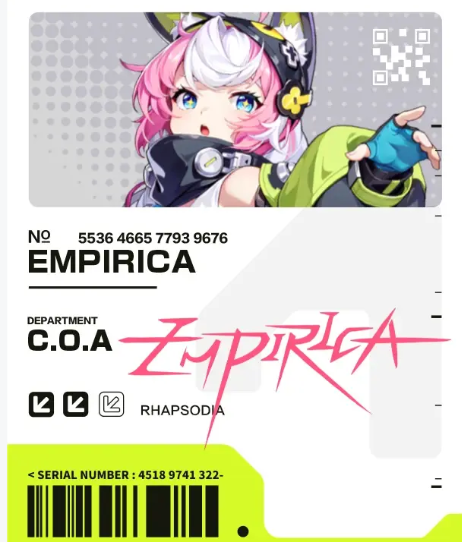 № 5536 4665 7793 9676
EMPIRICA
DEPARTMENT
C.O.A
EMPIRICA
RHAPSODIA
< SERIAL NUMBER : 4518 9741 322-